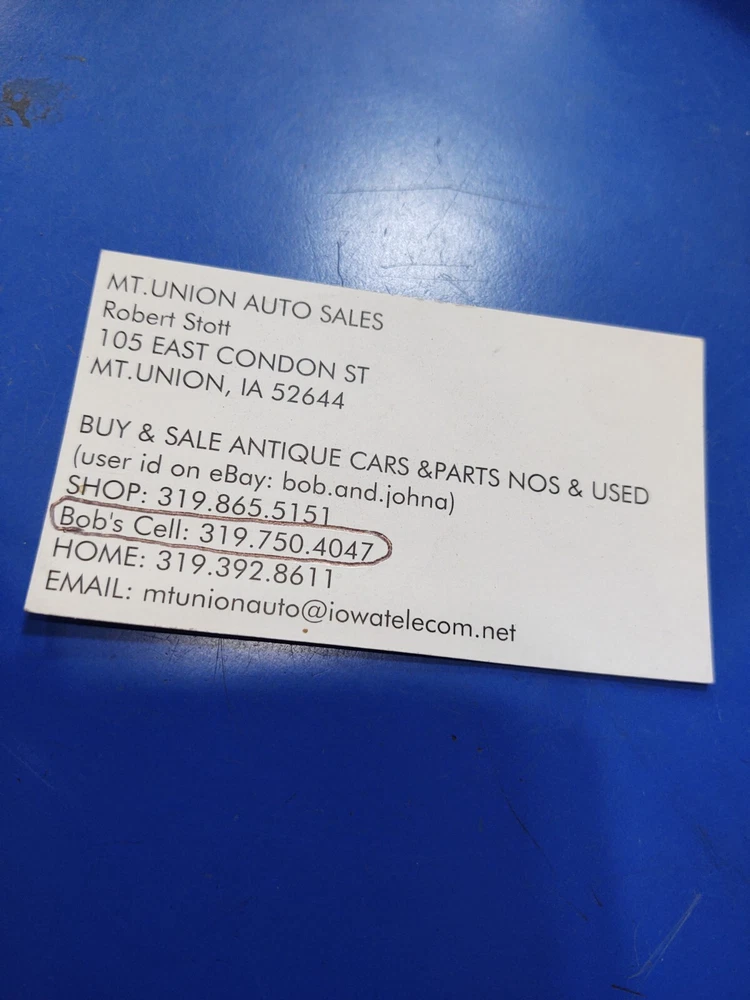 MT.UNION AUTO SALES
Robert Stott
105 EAST CONDON ST
MT.UNION, IA 52644
BUY & SALE ANTIQUE CARS &PARTS NOS & USED
(user id on eBay: bob.and.johna)
SHOP: 319.865.5151
Bob's Cell: 319.750.4047
HOME: 319.392.8611
EMAIL: mtunionauto@iowatelecom.net